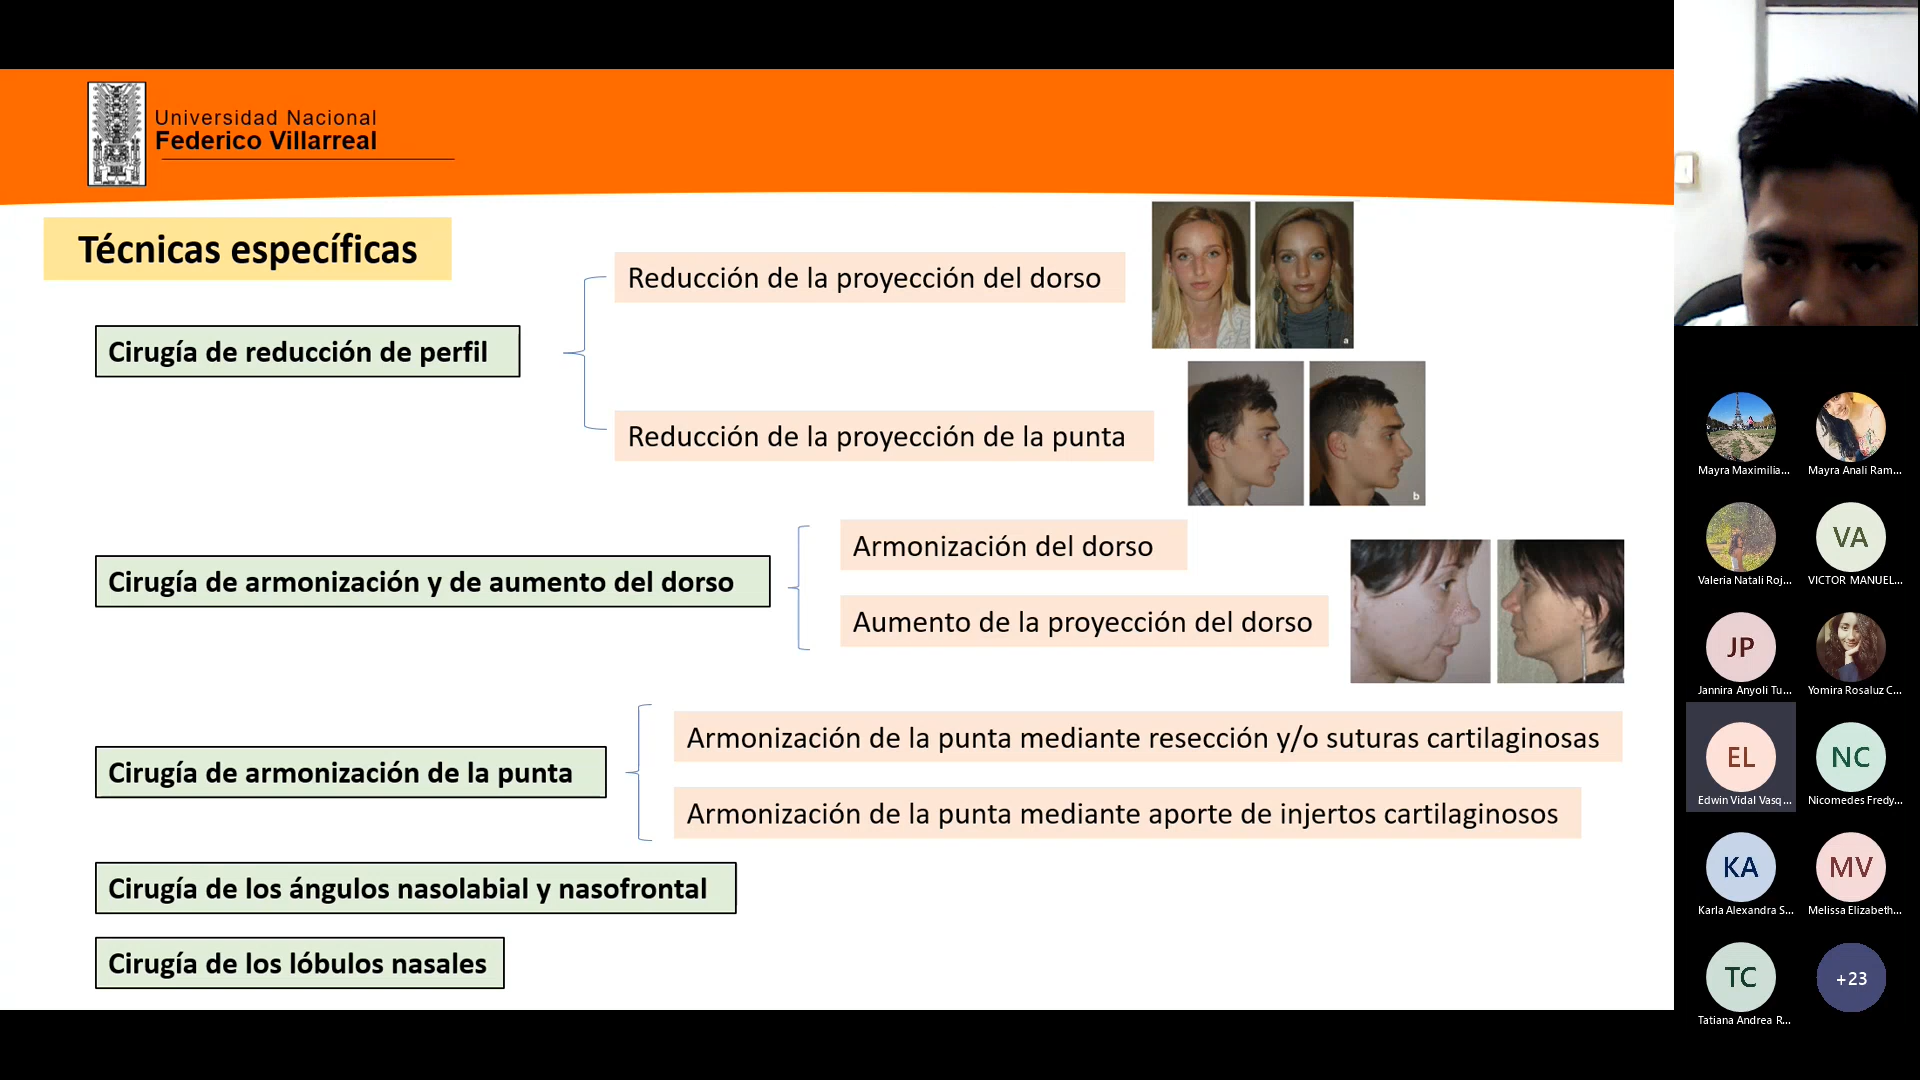 Universidad Nacional
Federico Villarreal
Técnicas específicas
Reducción de la proyección del dorso
a
Cirugía de reducción de perfil
Reducción de la proyección de la punta
b
Armonización del dorso
Cirugía de armonización y de aumento del dorso
Aumento de la proyección del dorso
Armonización de la punta mediante resección y/o suturas cartilaginosas
Cirugía de armonización de la punta
Armonización de la punta mediante aporte de injertos cartilaginosos
Cirugía de los ángulos nasolabial y nasofrontal
Cirugía de los lóbulos nasales
Mayra Maximilia...
Mayra Anali Ram...
VA
Valeria Natali Roj...
VICTOR MANUEL...
JP
Jannira Anyoli Tu...
Yomira Rosaluz C...
EL
NC
Edwin Vidal Vasq...
Nicomedes Fredy...
KA
MV
Karla Alexandra S...
Melissa Elizabeth...
TC
+23
Tatiana Andrea R...